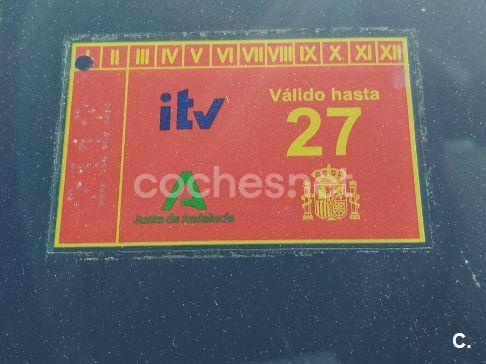 I II III IV V VI VII VIII IX X XI XII
itv
Válido hasta
27
coches.net
Junta de Andalucía
C.